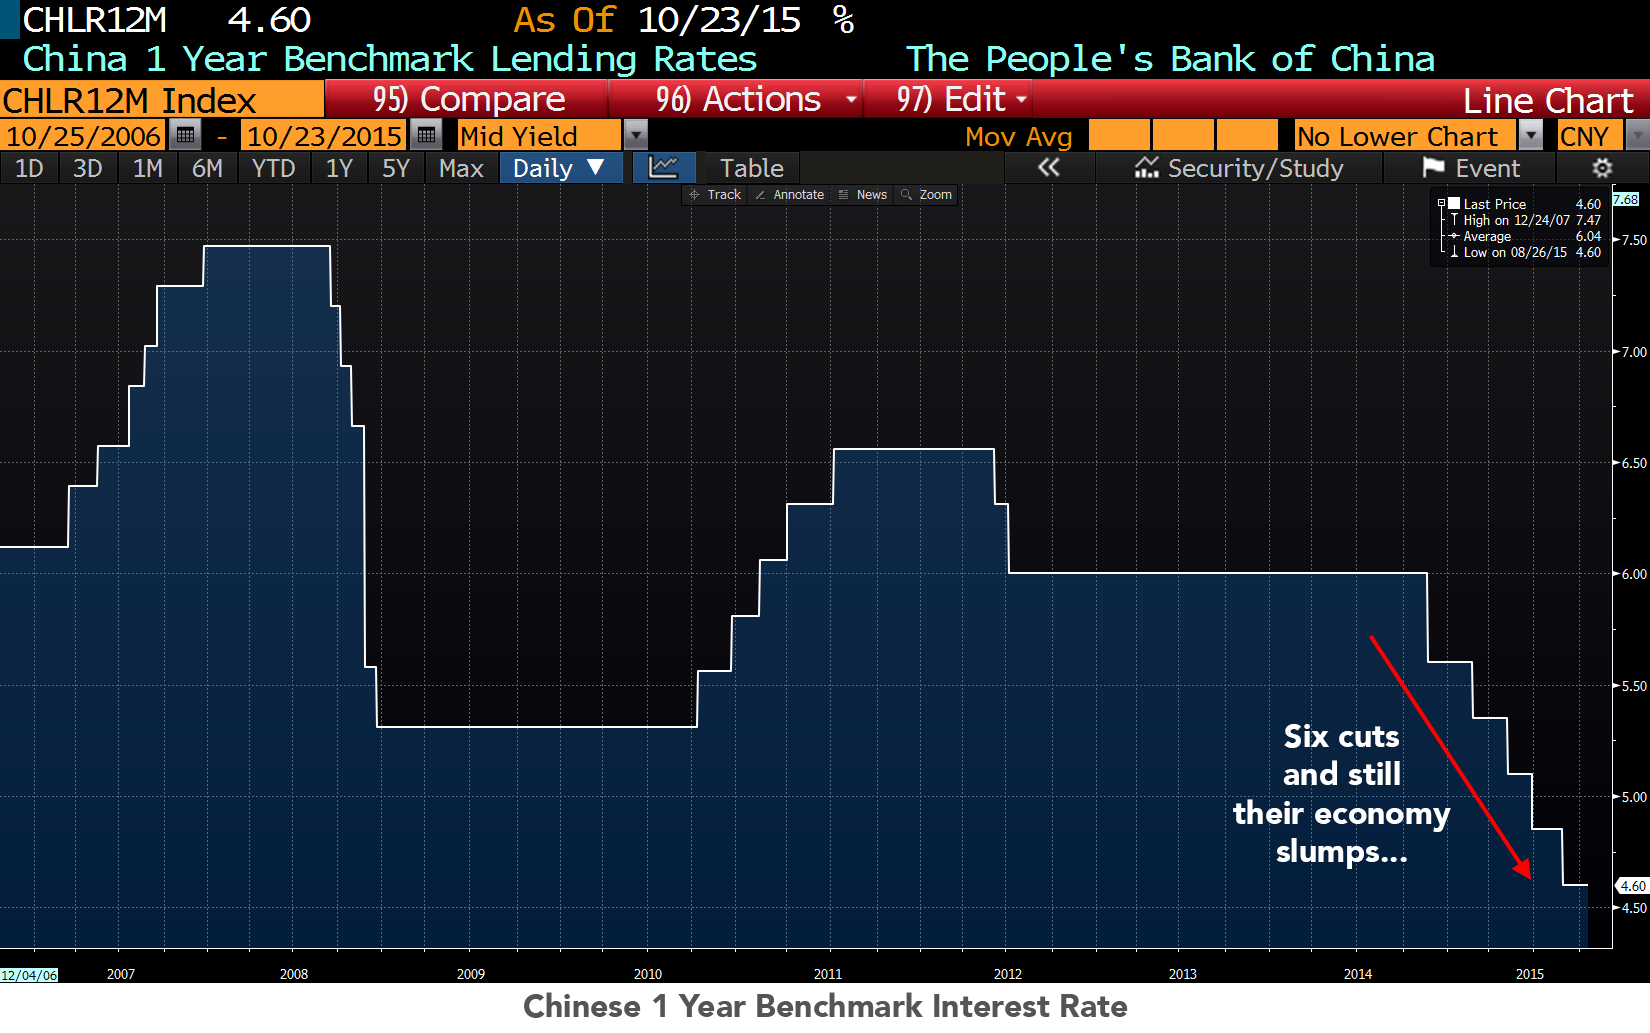 CHLR12M 4.60 As Of 10/23/15 %
China 1 Year Benchmark Lending Rates The People's Bank of China
CHLR12M Index 95) Compare 96) Actions 97) Edit Line Chart
10/25/2006 - 10/23/2015 Mid Yield Mov Avg No Lower Chart CNY
1D 3D 1M 6M YTD 1Y 5Y Max Daily ▼ Table « Security/Study Event
Track Annotate News Zoom
Last Price 4.60
High on 12/24/07 7.47
Average 6.04
Low on 08/26/15 4.60
7.68
7.50
7.00
6.50
6.00
5.50
5.00
4.60
4.50
Six cuts
and still
their economy
slumps...
12/04/06 2007 2008 2009 2010 2011 2012 2013 2014 2015
Chinese 1 Year Benchmark Interest Rate